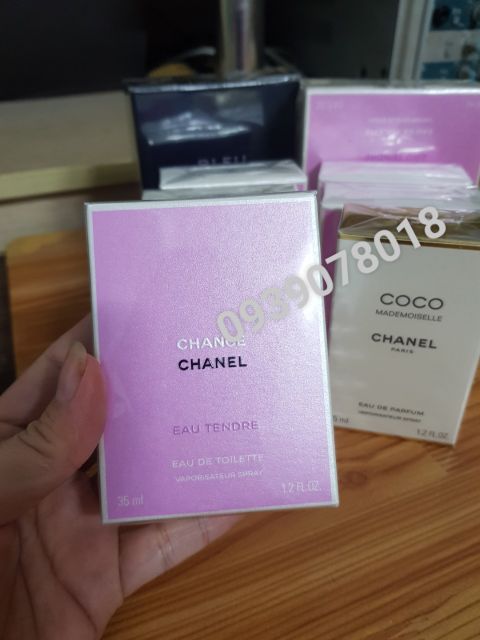 BLEU
0939078018
CHANCE
CHANEL
EAU TENDRE
EAU DE TOILETTE
VAPORISATEUR SPRAY
35 ml
1.2 FL.OZ.
COCO
MADEMOISELLE
CHANEL
PARIS
EAU DE PARFUM
VAPORISATEUR SPRAY
1.2 FL.OZ.